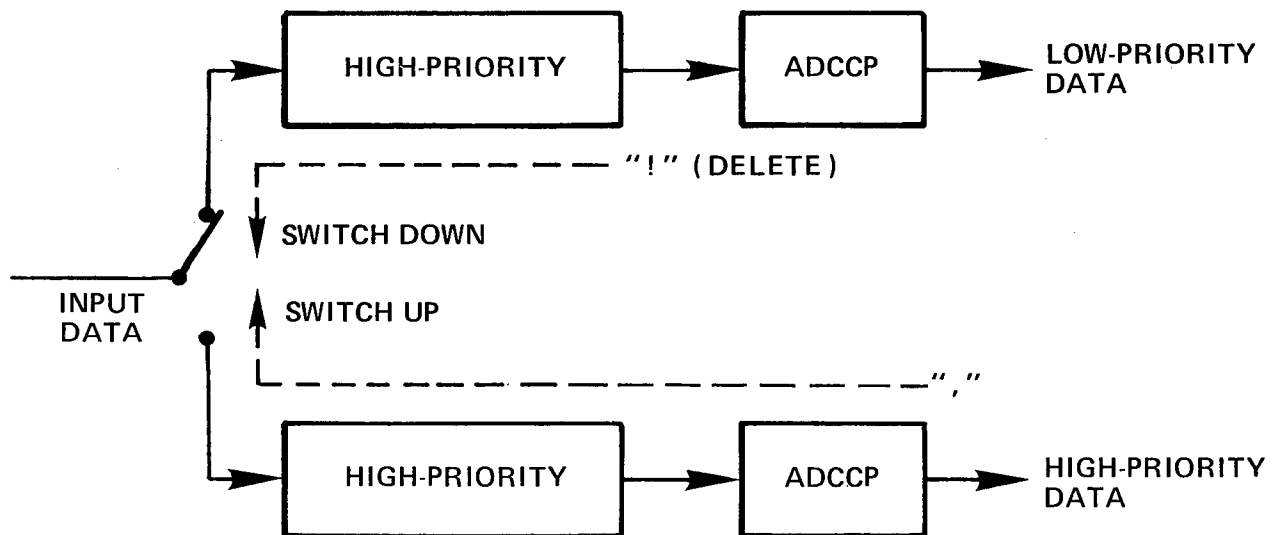 HIGH-PRIORITY
ADCCP
LOW-PRIORITY
DATA
"!" (DELETE)
SWITCH DOWN
INPUT
DATA
SWITCH UP
","
HIGH-PRIORITY
ADCCP
HIGH-PRIORITY
DATA